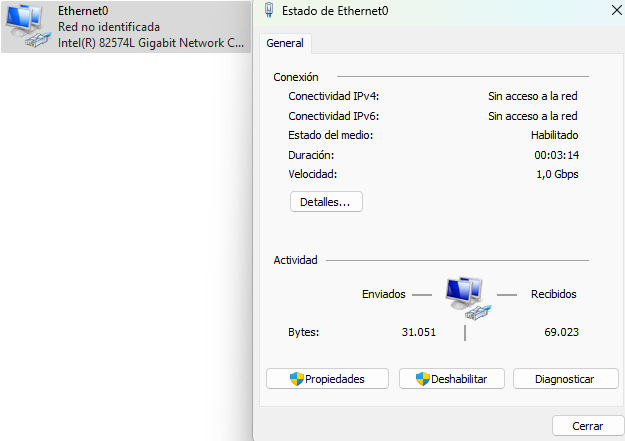 Ethernet0
Red no identificada
Intel(R) 82574L Gigabit Network C...
Estado de Ethernet0
General
Conexión
Conectividad IPv4: Sin acceso a la red
Conectividad IPv6: Sin acceso a la red
Estado del medio: Habilitado
Duración: 00:03:14
Velocidad: 1,0 Gbps
Detalles...
Actividad
Enviados Recibidos
Bytes: 31.051 69.023
Propiedades Deshabilitar Diagnosticar
Cerrar